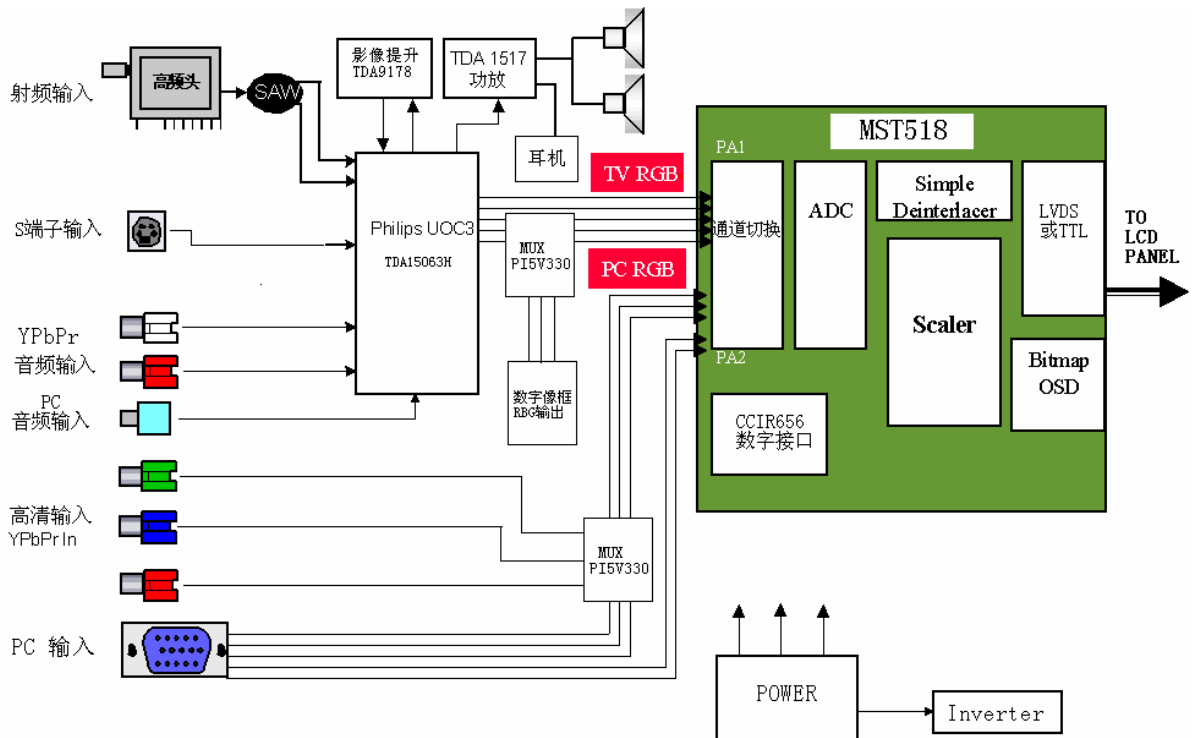 射频输入
高频头
SAW
影像提升
TDA9178
TDA 1517
功放
耳机
S端子输入
Philips UOC3
TDA15063H
TV RGB
PC RGB
MUX
PI5V330
数字像框
RBG输出
YPbPr
音频输入
PC
音频输入
高清输入
YPbPrIn
MUX
PI5V330
PC 输入
MST518
PA1
通道切换
PA2
ADC
Simple
Deinterlacer
Scaler
LVDS
或TTL
Bitmap
OSD
CCIR656
数字接口
TO
LCD
PANEL
POWER
Inverter